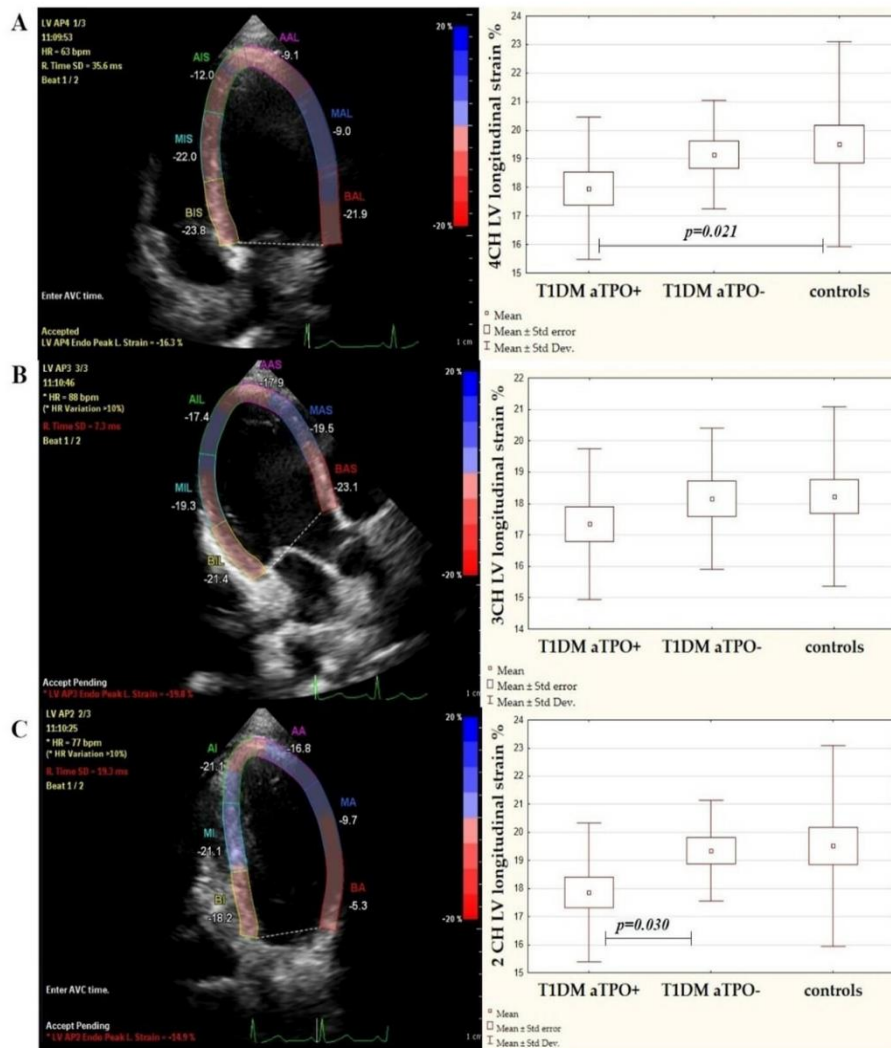 A
LV AP4 1/3
11:09:53
HR = 63 bpm
R. Time SD = 35.6 ms
Beat 1 / 2
AAL
-9.1
AIS
-12.0
MAL
-9.0
MIS
-22.0
BAL
-21.9
BIS
-23.8
20 %
-20 %
Enter AVC time.
Accepted
LV AP4 Endo Peak L. Strain = -16.3 %
1 cm
4CH LV longitudinal strain %
24
23
22
21
20
19
18
17
16
15
p=0.021
T1DM aTPO+ T1DM aTPO- controls
Mean
Mean ± Std error
Mean ± Std Dev.
B
LV AP3 3/3
11:10:46
* HR = 88 bpm
(* HR Variation >10%)
R. Time SD = 7.3 ms
Beat 1 / 2
AAS
-17.9
AIL
-17.4
MAS
-19.5
BAS
-23.1
MIL
-19.3
BIL
-21.4
20 %
-20 %
Accept Pending
* LV AP3 Endo Peak L. Strain = -19.8 %
1 cm
3CH LV longitudinal strain %
22
21
20
19
18
17
16
15
14
T1DM aTPO+ T1DM aTPO- controls
Mean
Mean ± Std error
Mean ± Std Dev.
C
LV AP2 2/3
11:10:25
* HR = 77 bpm
(* HR Variation >10%)
R. Time SD = 19.3 ms
Beat 1 / 2
AA
-16.8
AI
-21.1
MA
-9.7
MI
-21.1
BA
-5.3
BI
-18.2
20 %
-20 %
Enter AVC time.
Accept Pending
* LV AP2 Endo Peak L. Strain = -14.9 %
1 cm
2 CH LV longitudinal strain %
24
23
22
21
20
19
18
17
16
15
p=0.030
T1DM aTPO+ T1DM aTPO- controls
Mean
Mean ± Std error
Mean ± Std Dev.